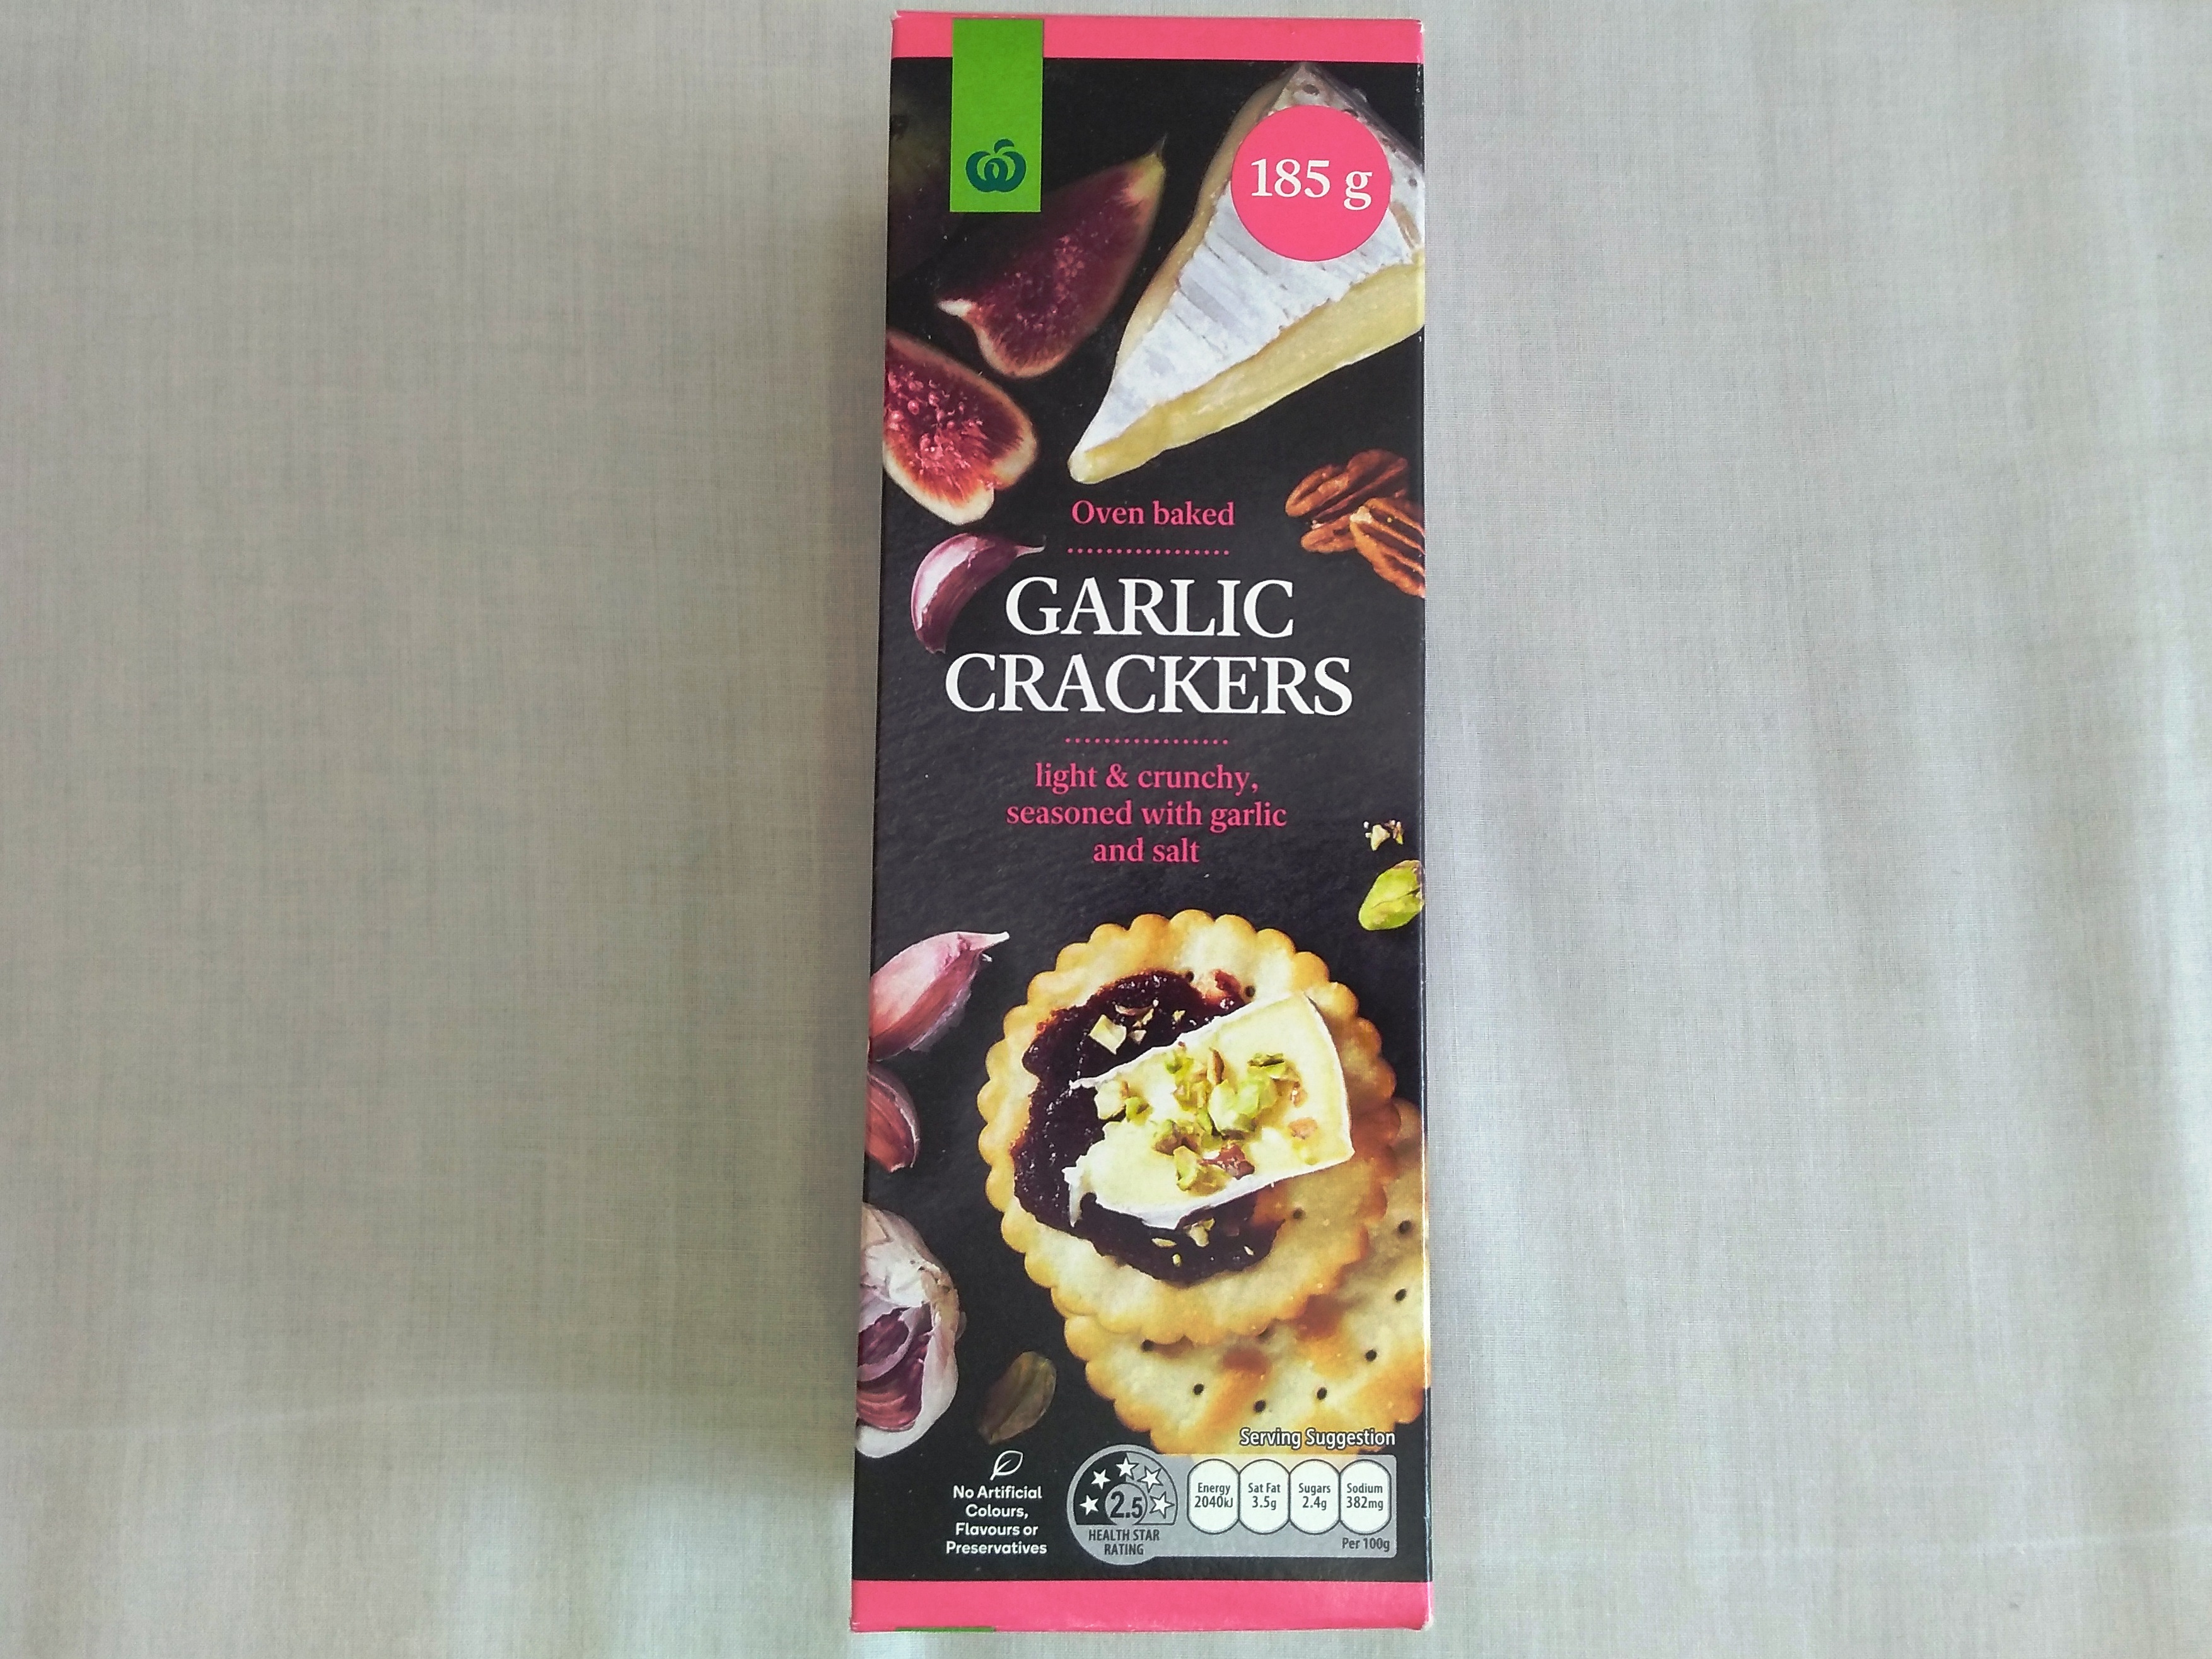 185 g
Oven baked
GARLIC
CRACKERS
light & crunchy,
seasoned with garlic
and salt
Serving Suggestion
No Artificial
Colours,
Flavours or
Preservatives
2.5
HEALTH STAR
RATING
Energy
2040kJ
Sat Fat
3.5g
Sugars
2.4g
Sodium
382mg
Per 100g